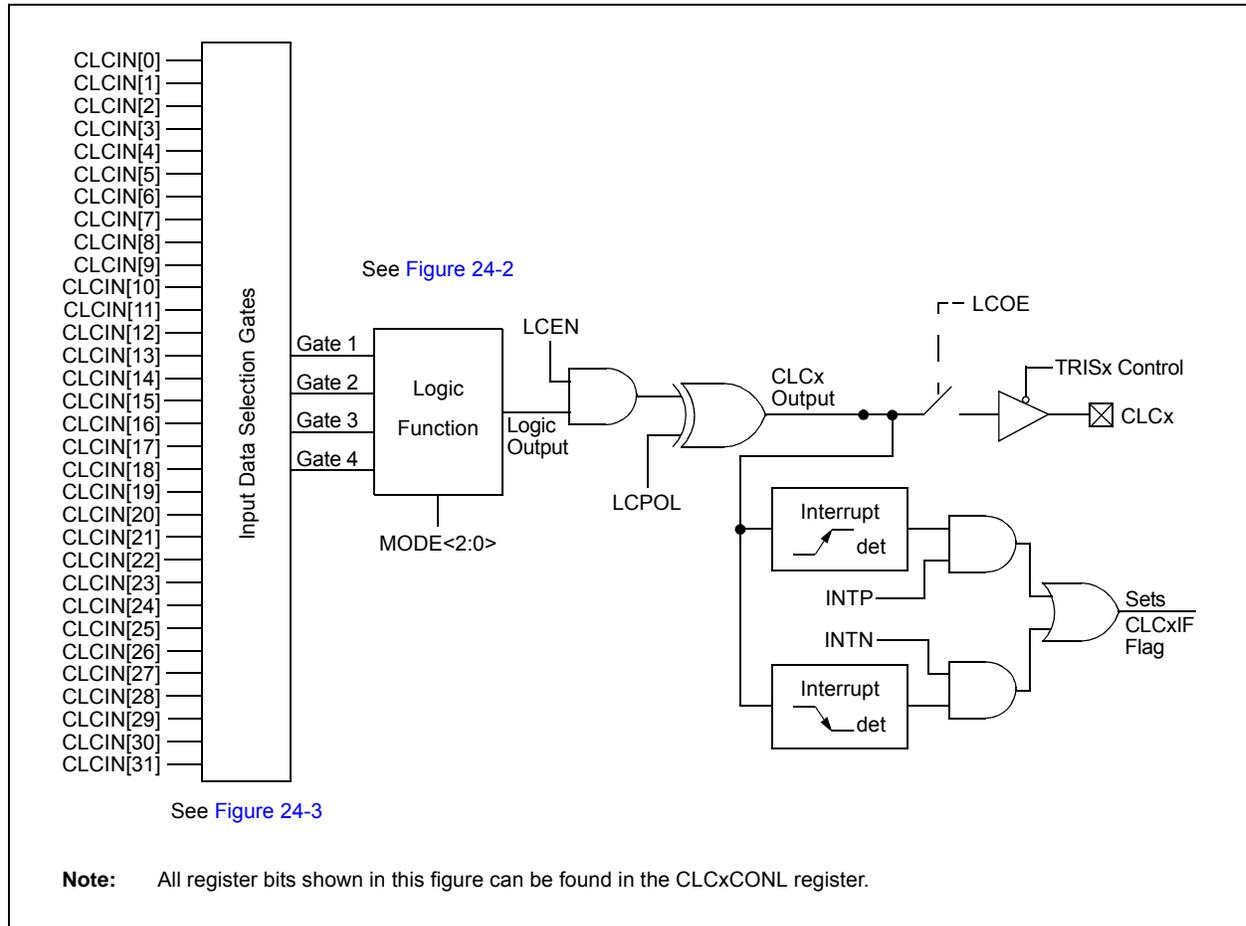 CLCIN[0]
CLCIN[1]
CLCIN[2]
CLCIN[3]
CLCIN[4]
CLCIN[5]
CLCIN[6]
CLCIN[7]
CLCIN[8]
CLCIN[9]
CLCIN[10]
CLCIN[11]
CLCIN[12]
CLCIN[13]
CLCIN[14]
CLCIN[15]
CLCIN[16]
CLCIN[17]
CLCIN[18]
CLCIN[19]
CLCIN[20]
CLCIN[21]
CLCIN[22]
CLCIN[23]
CLCIN[24]
CLCIN[25]
CLCIN[26]
CLCIN[27]
CLCIN[28]
CLCIN[29]
CLCIN[30]
CLCIN[31]
Input Data Selection Gates
See Figure 24-3
Gate 1
Gate 2
Gate 3
Gate 4
See Figure 24-2
Logic
Function
MODE<2:0>
Logic
Output
LCEN
LCPOL
CLCx
Output
LCOE
TRISx Control
CLCx
Interrupt
det
INTP
INTN
Interrupt
det
Sets
CLCxIF
Flag
Note: All register bits shown in this figure can be found in the CLCxCONL register.